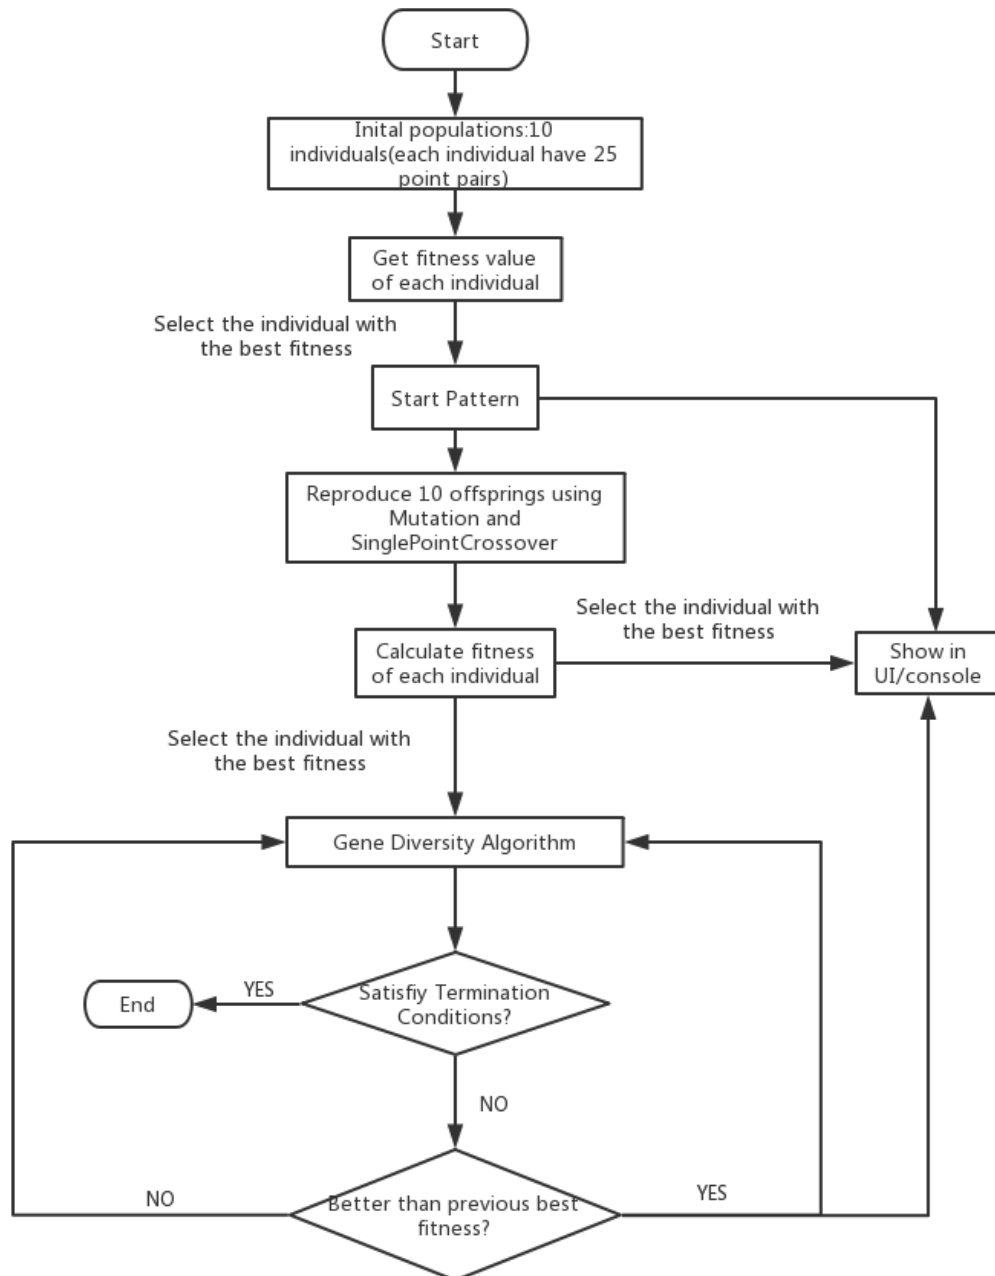 Start
Inital populations:10
individuals(each individual have 25
point pairs)
Get fitness value
of each individual
Select the individual with
the best fitness
Start Pattern
Reproduce 10 offsprings using
Mutation and
SinglePointCrossover
Select the individual with
the best fitness
Calculate fitness
of each individual
Show in
UI/console
Select the individual with
the best fitness
Gene Diversity Algorithm
Satisfiy Termination
Conditions?
YES
End
NO
Better than previous best
fitness?
NO
YES